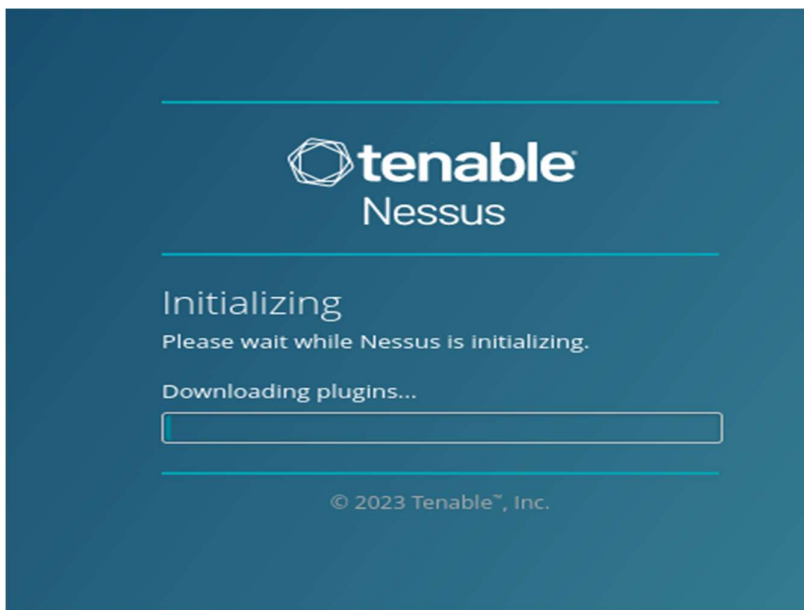 tenable
Nessus
Initializing
Please wait while Nessus is initializing.
Downloading plugins...
© 2023 Tenable™, Inc.